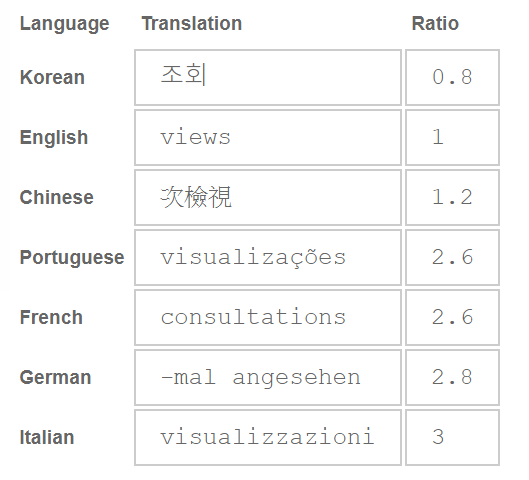 Language Translation Ratio
Korean 조회 0.8
English views 1
Chinese 次檢視 1.2
Portuguese visualizações 2.6
French consultations 2.6
German -mal angesehen 2.8
Italian visualizzazioni 3